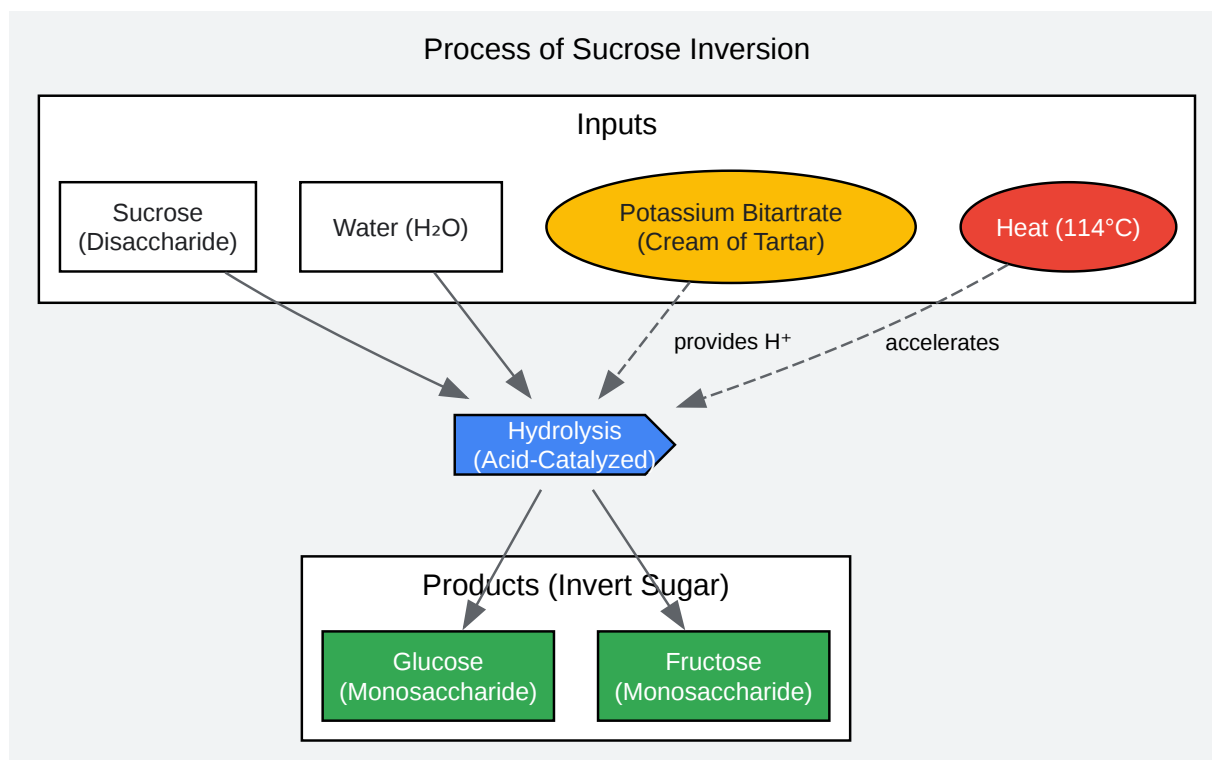 Process of Sucrose Inversion
Inputs
Sucrose
(Disaccharide)
Water (H₂O)
Potassium Bitartrate
(Cream of Tartar)
Heat (114°C)
provides H⁺
accelerates
Hydrolysis
(Acid-Catalyzed)
Products (Invert Sugar)
Glucose
(Monosaccharide)
Fructose
(Monosaccharide)